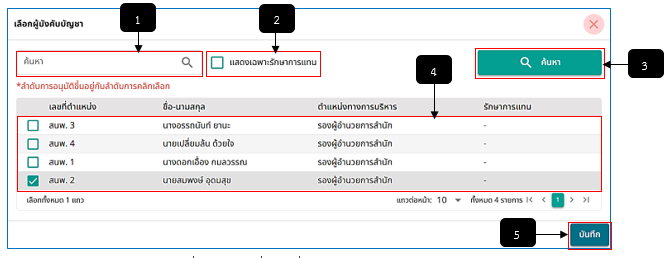 1
2
เลือกผู้บังคับบัญชา
ค้นหา
แสดงเฉพาะรักษาการแทน
ค้นหา
3
4
*ลำดับการอนุมัติขึ้นอยู่กับลำดับการคลิกเลือก
เลขที่ตำแหน่ง ชื่อ-นามสกุล ตำแหน่งทางการบริหาร รักษาการแทน
สนพ. 3 นางอรรถนันท์ ยานะ รองผู้อำนวยการสำนัก -
สนพ. 4 นายเปลี่ยมล้น ด้วยใจ รองผู้อำนวยการสำนัก -
สนพ. 1 นางดอกเอื้อง กมลวรรณ รองผู้อำนวยการสำนัก -
สนพ. 2 นายสมพงษ์ อุดมสุข รองผู้อำนวยการสำนัก -
เลือกทั้งหมด 1 แถว แถวต่อหน้า: 10 ทั้งหมด 4 รายการ 1
5
บันทึก